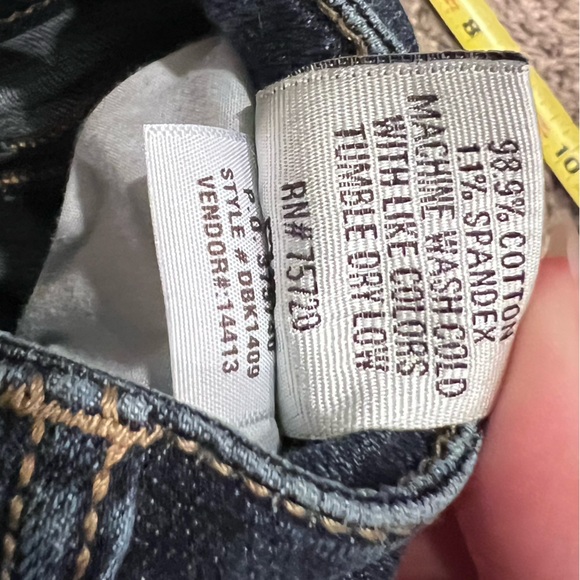 98.9% COTTON
1.1% SPANDEX
MACHINE WASH COLD
WITH LIKE COLORS
TUMBLE DRY LOW
RN# 75720
STYLE # DBK1409
VENDOR#:14413
8
10